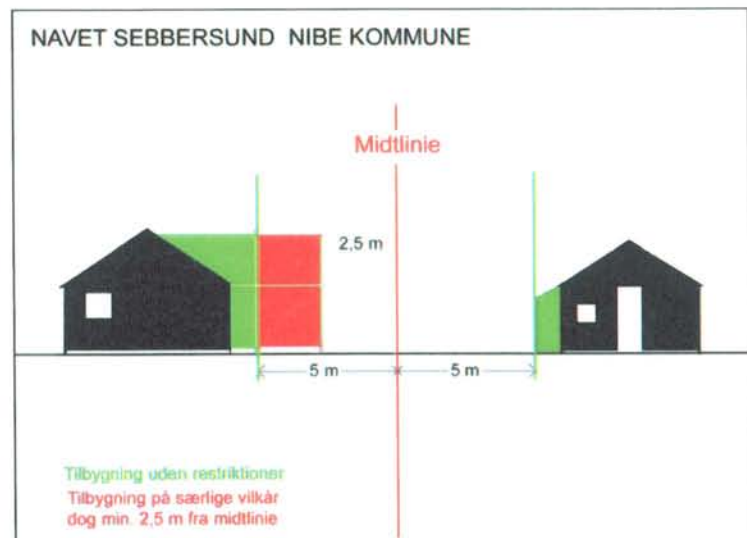 NAVET SEBBERSUND NIBE KOMMUNE
Midtlinie
2,5 m
5 m
5 m
Tilbygning uden restriktioner
Tilbygning på særlige vilkår
dog min. 2,5 m fra midtlinie